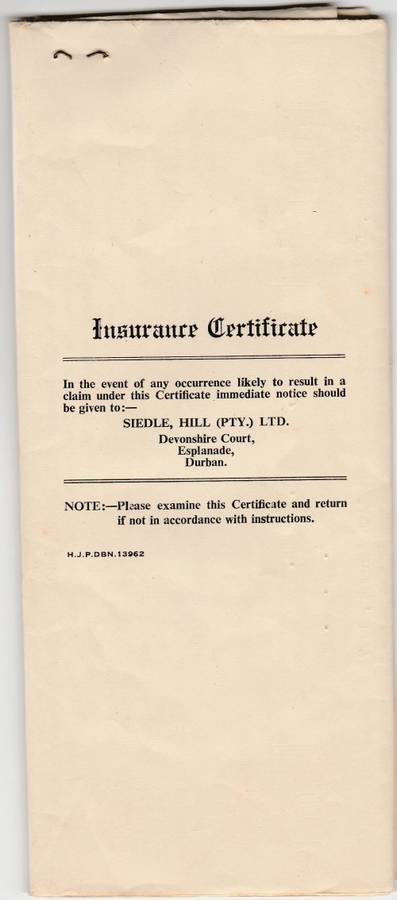 Insurance Certificate
In the event of any occurrence likely to result in a
claim under this Certificate immediate notice should
be given to:—
SIEDLE, HILL (PTY.) LTD.
Devonshire Court,
Esplanade,
Durban.
NOTE:—Please examine this Certificate and return
if not in accordance with instructions.
H.J.P.DBN.13962